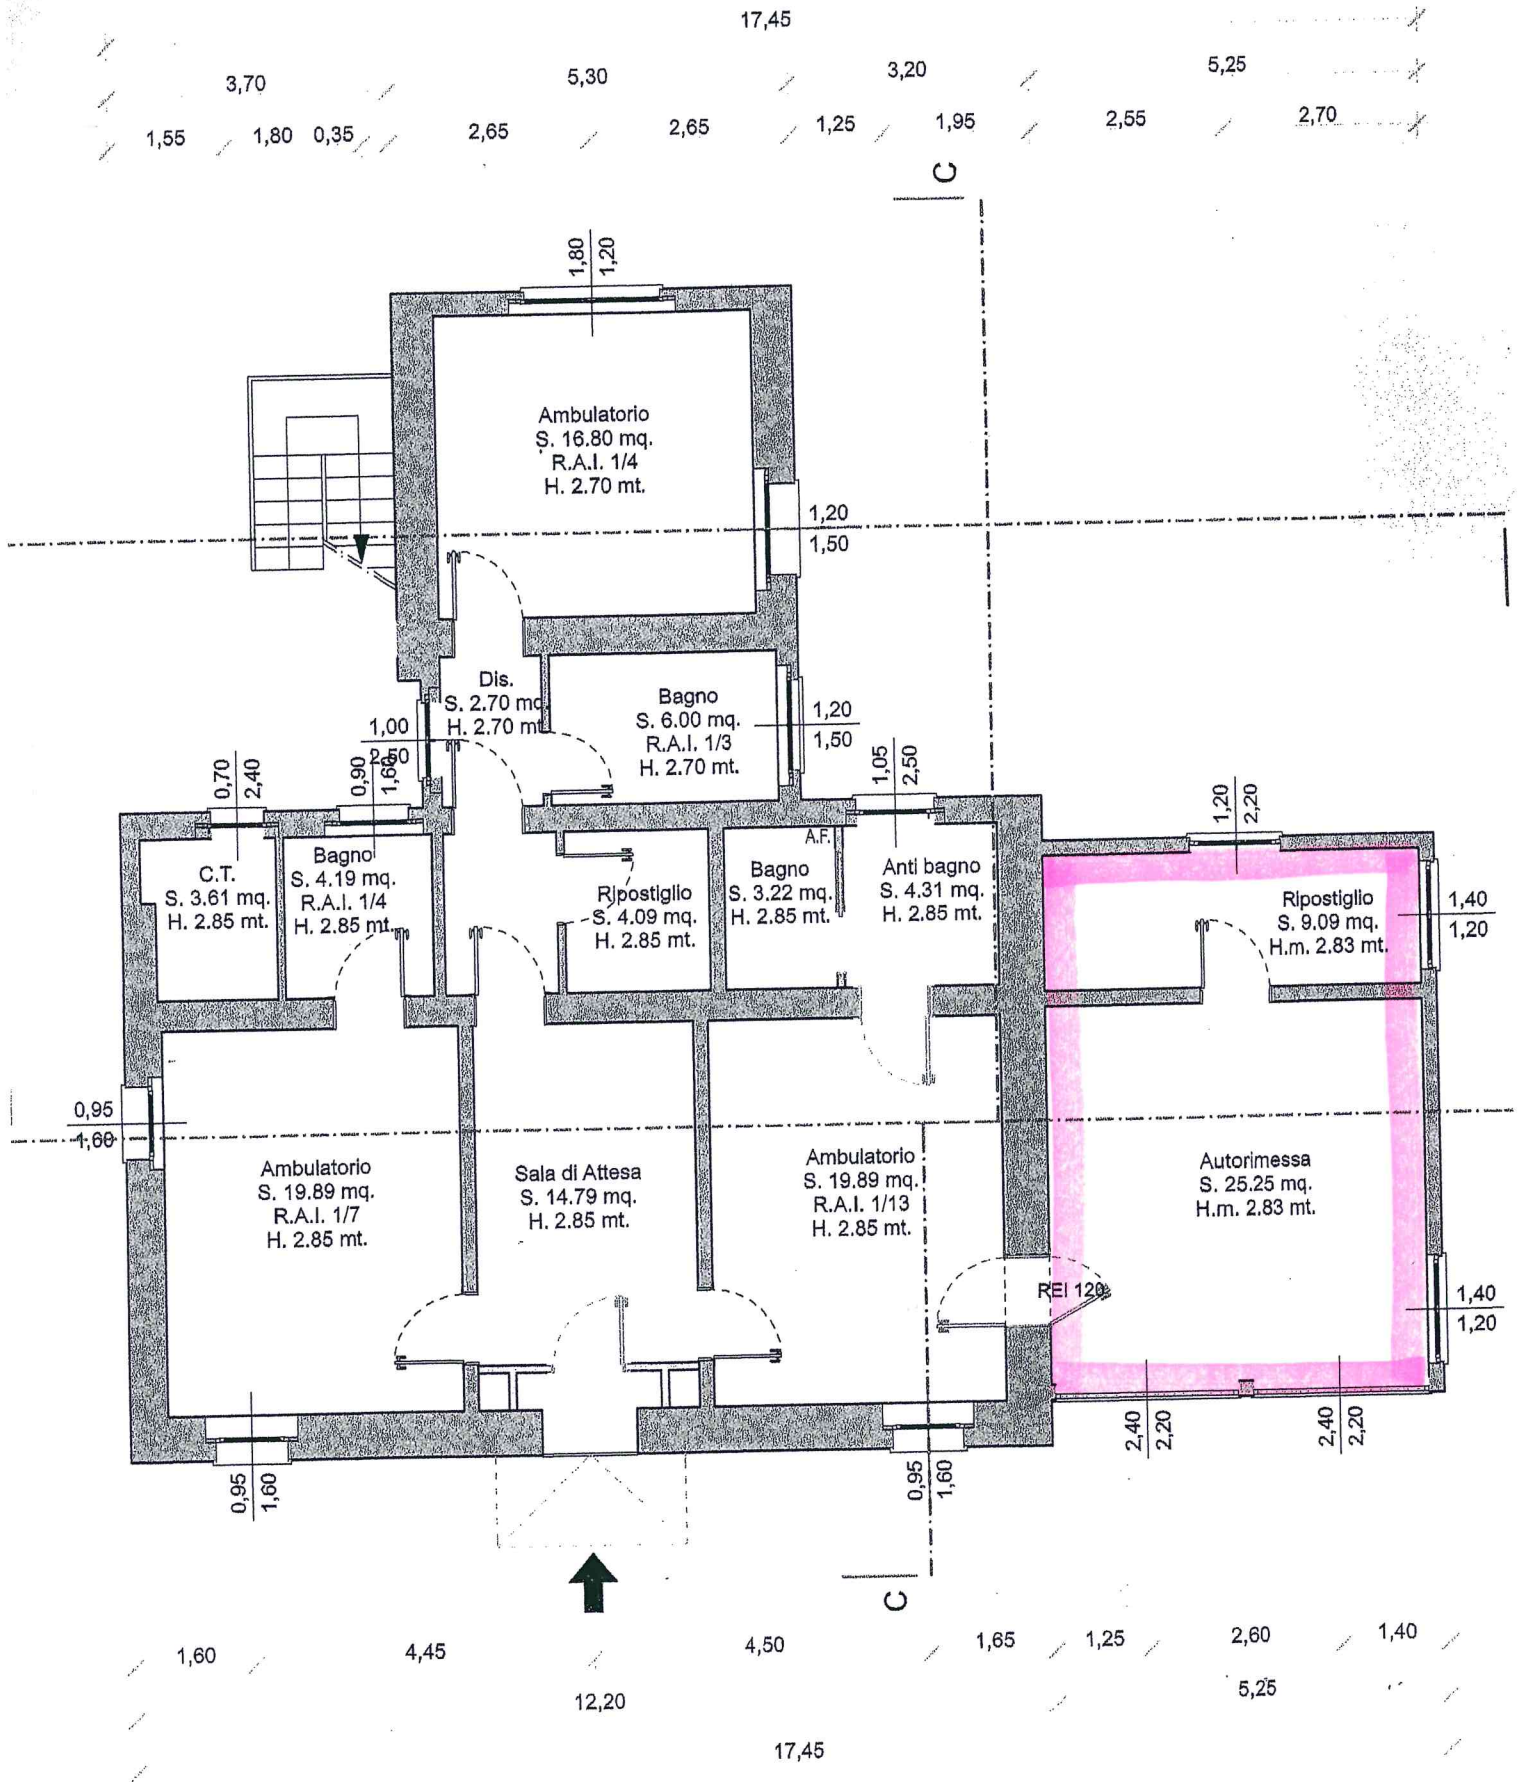 17,45
3,70
5,30
3,20
5,25
1,55
1,80
0,35
2,65
2,65
1,25
1,95
2,55
2,70
C
1,80
1,20
Ambulatorio
S. 16.80 mq.
R.A.I. 1/4
H. 2.70 mt.
1,20
1,50
Dis.
S. 2.70 mq
H. 2.70 mt
Bagno
S. 6.00 mq.
R.A.I. 1/3
H. 2.70 mt.
1,20
1,50
1,00
2,50
0,70
2,40
0,90
1,60
1,05
2,50
1,20
2,20
C.T.
S. 3.61 mq.
H. 2.85 mt.
Bagno
S. 4.19 mq.
R.A.I. 1/4
H. 2.85 mt.
Ripostiglio
S. 4.09 mq.
H. 2.85 mt.
A.F.
Bagno
S. 3.22 mq.
H. 2.85 mt.
Anti bagno
S. 4.31 mq.
H. 2.85 mt.
Ripostiglio
S. 9.09 mq.
H.m. 2.83 mt.
1,40
1,20
0,95
1,60
Ambulatorio
S. 19.89 mq.
R.A.I. 1/7
H. 2.85 mt.
Sala di Attesa
S. 14.79 mq.
H. 2.85 mt.
Ambulatorio
S. 19.89 mq.
R.A.I. 1/13
H. 2.85 mt.
Autorimessa
S. 25.25 mq.
H.m. 2.83 mt.
REI 120
1,40
1,20
0,95
1,60
0,95
1,60
2,40
2,20
2,40
2,20
C
1,60
4,45
4,50
1,65
1,25
2,60
1,40
12,20
5,25
17,45